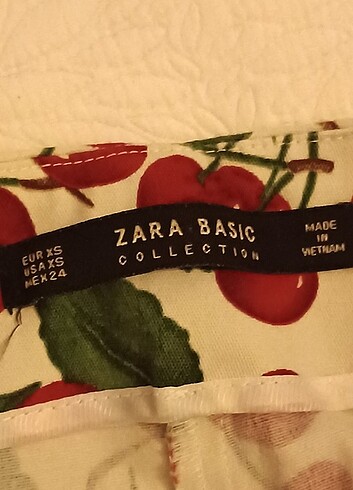 ZARA BASIC
COLLECTION
EUR XS
USA XS
MEX 24
MADE
IN
VIETNAM